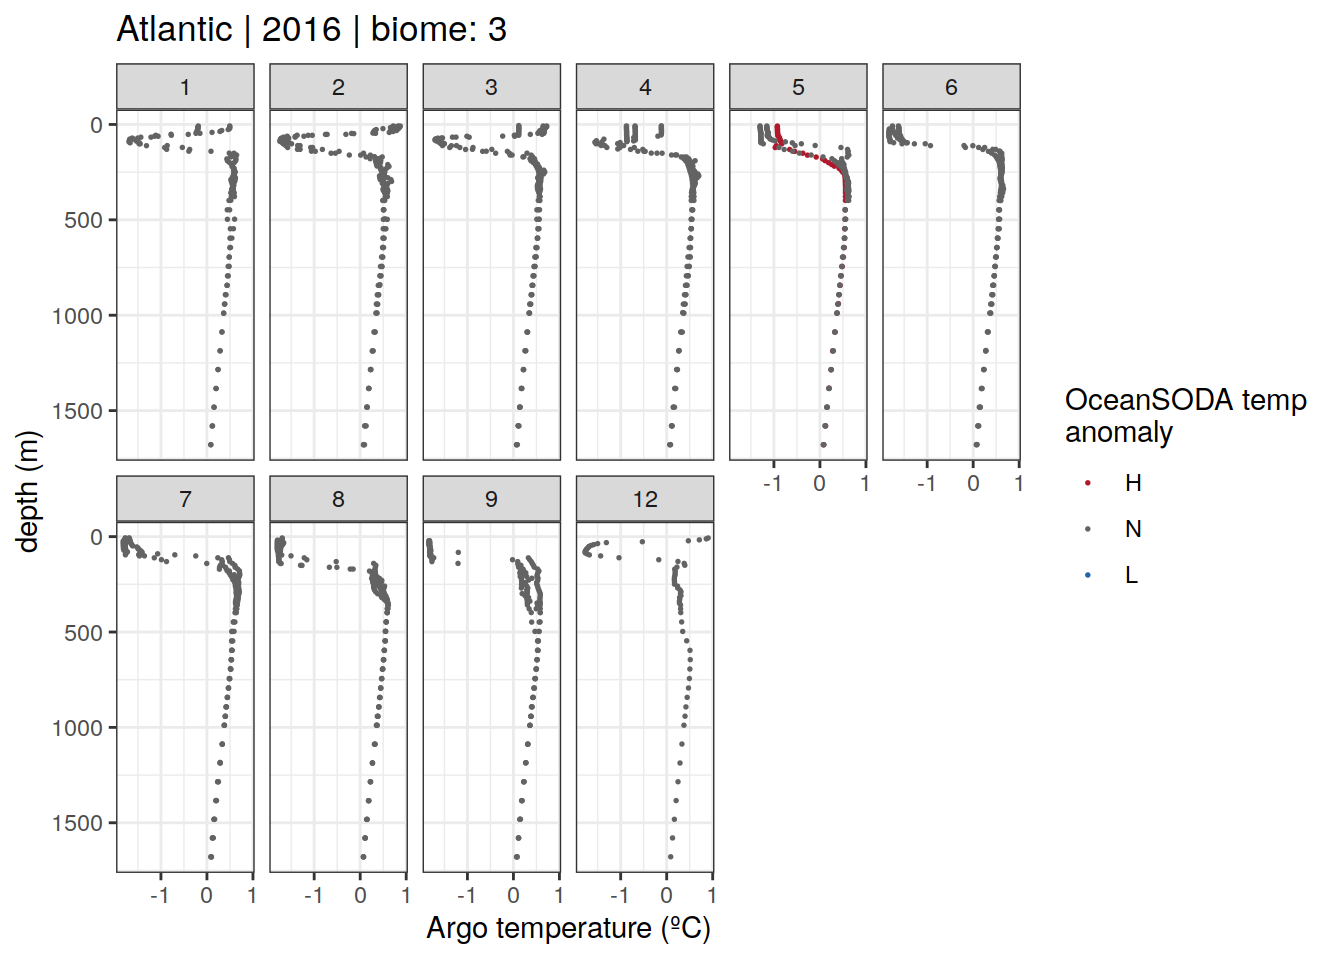 Atlantic | 2016 | biome: 3
1 2 3 4 5 6
0
500
1000
1500
-1 0 1 -1 0 1
7 8 9 12
0
500
1000
1500
-1 0 1 -1 0 1 -1 0 1 -1 0 1
depth (m)
Argo temperature (ºC)
OceanSODA temp
anomaly
H
N
L